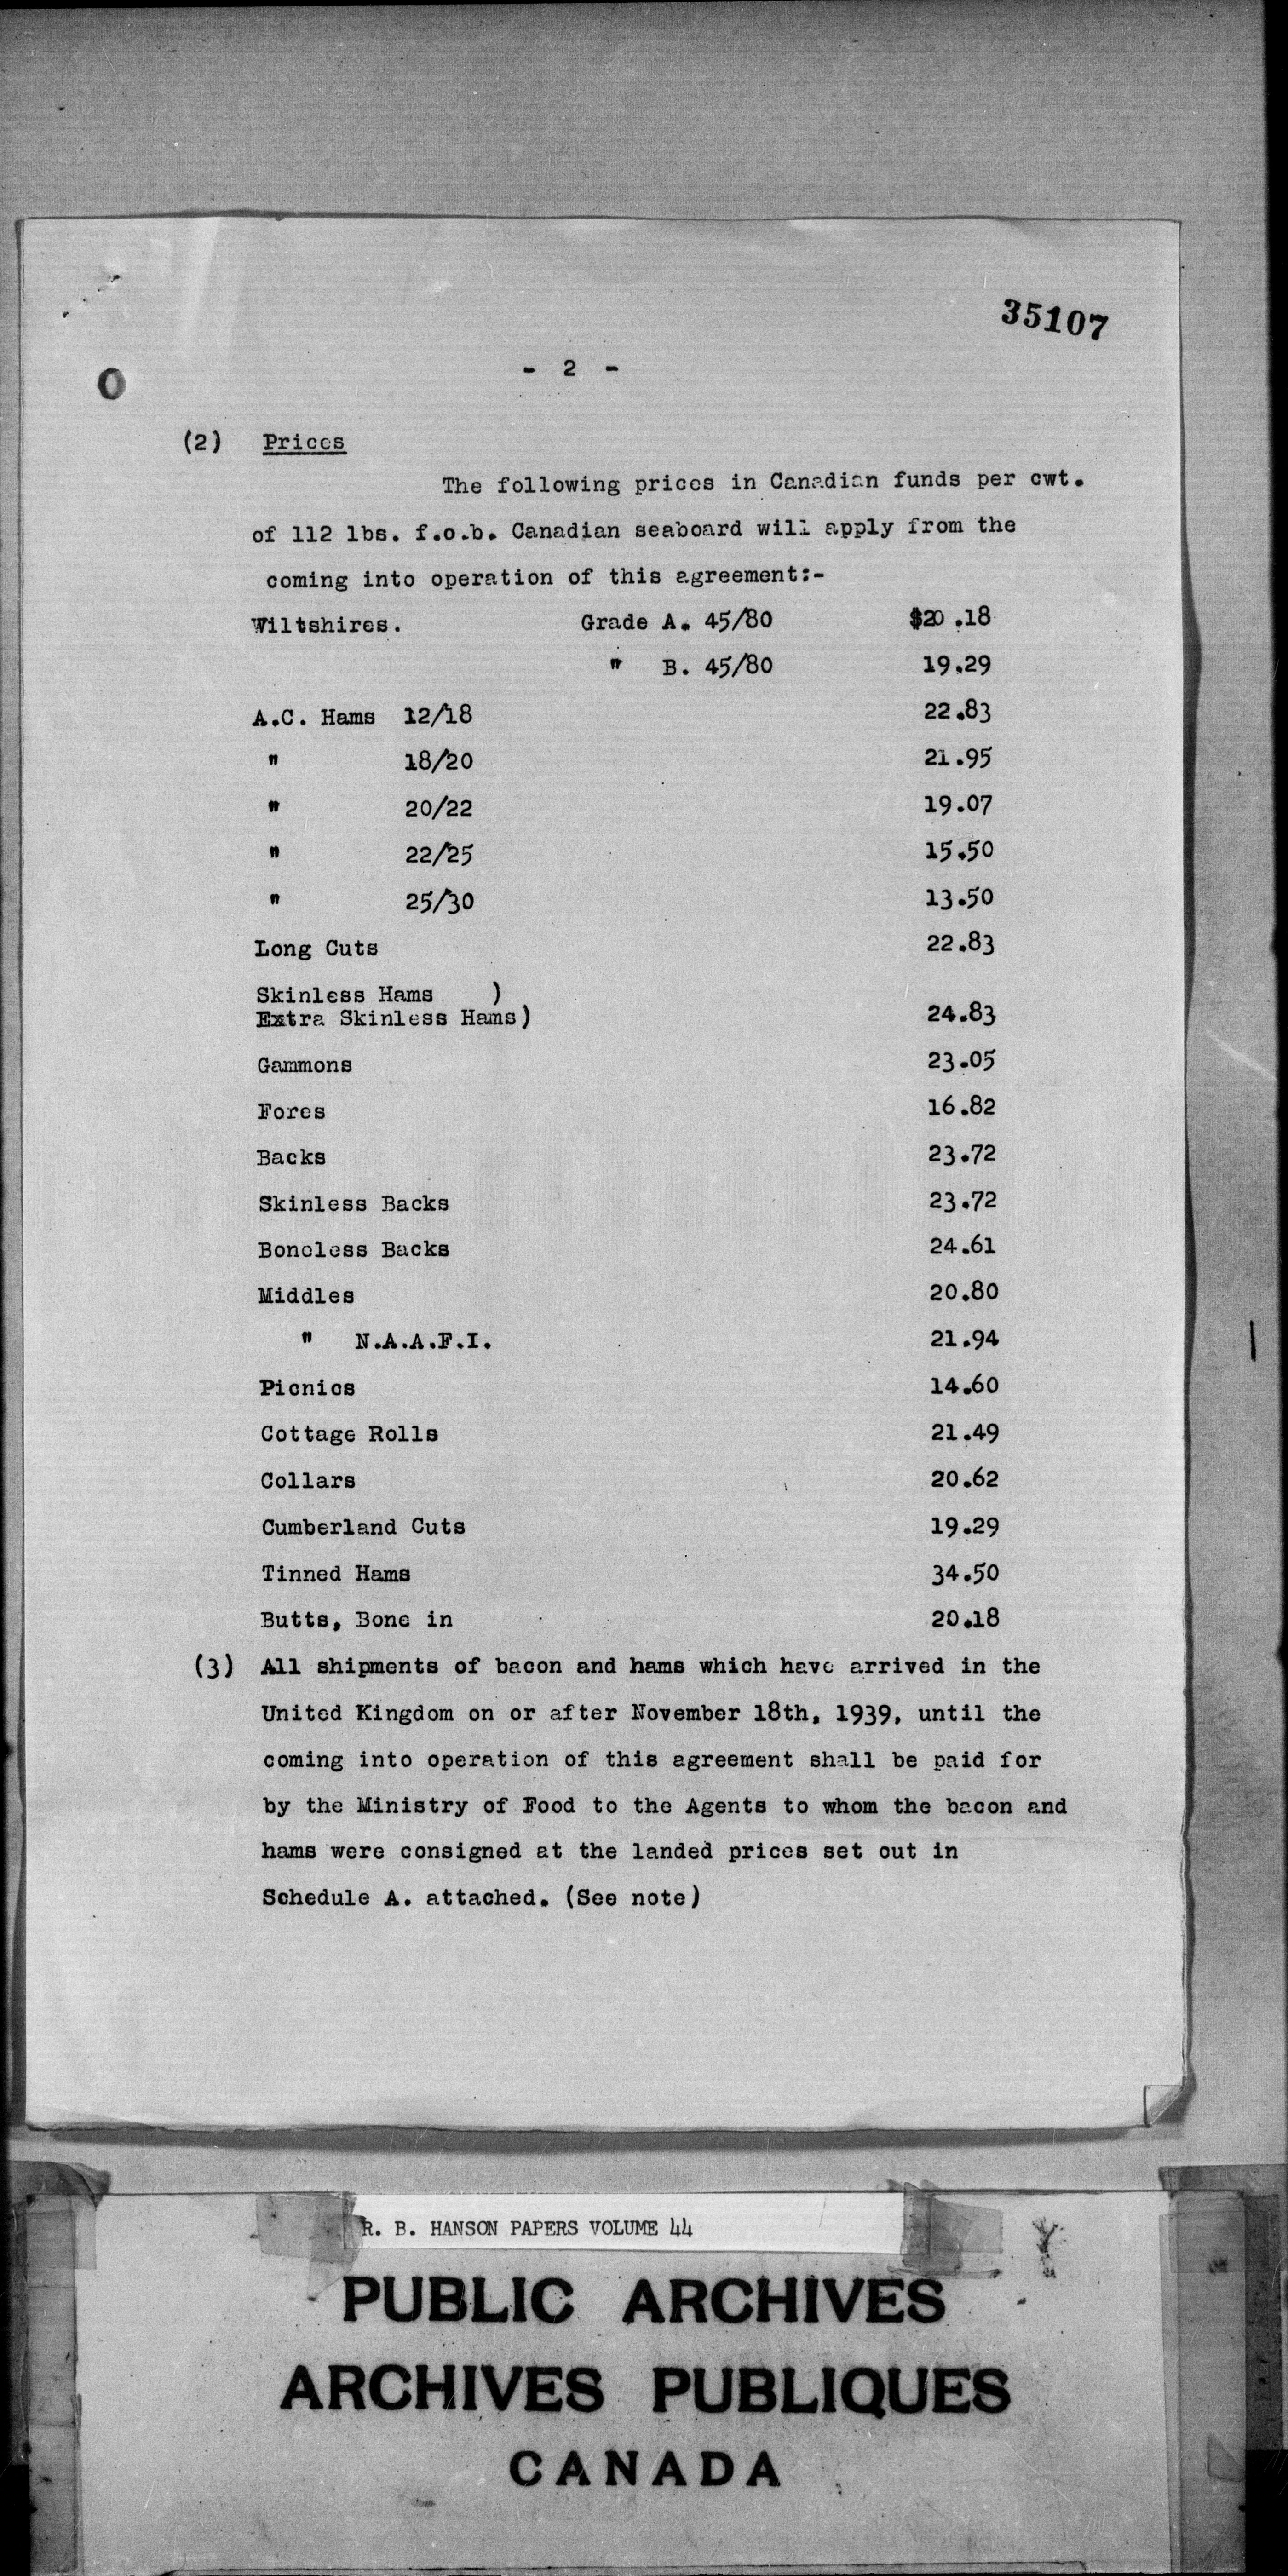 35107
- 2 -
(2) Prices
The following prices in Canadian funds per cwt.
of 112 lbs. f.o.b. Canadian seaboard will apply from the
coming into operation of this agreement:-
Wiltshires. Grade A. 45/80 $20.18
" B. 45/80 19.29
A.C. Hams 12/18 22.83
" 18/20 21.95
" 20/22 19.07
" 22/25 15.50
" 25/30 13.50
Long Cuts 22.83
Skinless Hams )
Extra Skinless Hams) 24.83
Gammons 23.05
Fores 16.82
Backs 23.72
Skinless Backs 23.72
Boneless Backs 24.61
Middles 20.80
" N.A.A.F.I. 21.94
Picnics 14.60
Cottage Rolls 21.49
Collars 20.62
Cumberland Cuts 19.29
Tinned Hams 34.50
Butts, Bone in 20.18
(3) All shipments of bacon and hams which have arrived in the
United Kingdom on or after November 18th, 1939, until the
coming into operation of this agreement shall be paid for
by the Ministry of Food to the Agents to whom the bacon and
hams were consigned at the landed prices set out in
Schedule A. attached. (See note)
R. B. HANSON PAPERS VOLUME 44
PUBLIC ARCHIVES
ARCHIVES PUBLIQUES
CANADA